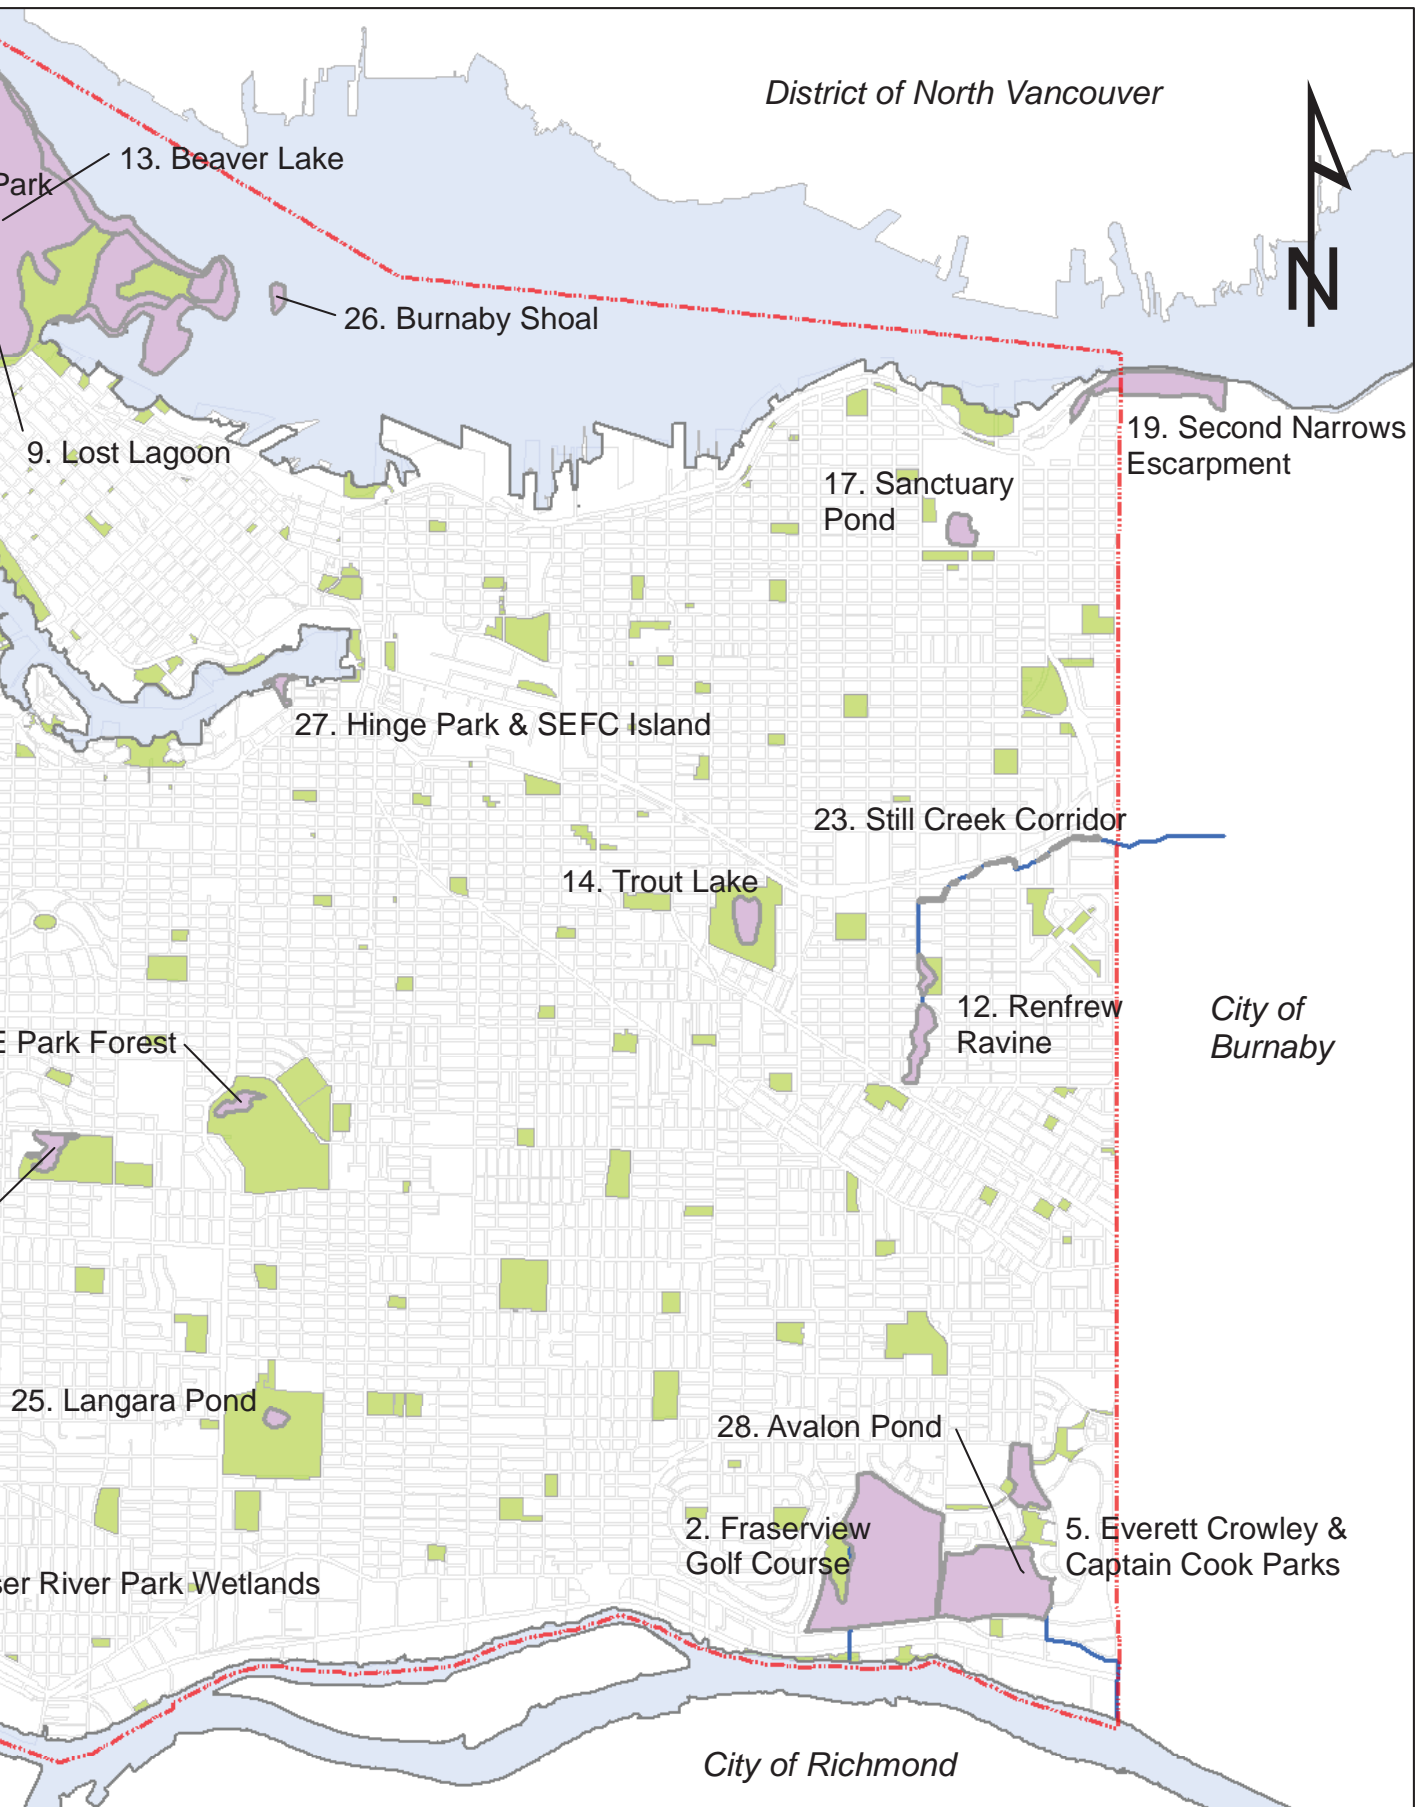 District of North Vancouver
13. Beaver Lake
Park
N
26. Burnaby Shoal
19. Second Narrows
Escarpment
9. Lost Lagoon
17. Sanctuary
Pond
27. Hinge Park & SEFC Island
23. Still Creek Corridor
14. Trout Lake
12. Renfrew
Ravine
City of
Burnaby
E Park Forest
25. Langara Pond
28. Avalon Pond
2. Fraserview
Golf Course
5. Everett Crowley &
Captain Cook Parks
ser River Park Wetlands
City of Richmond